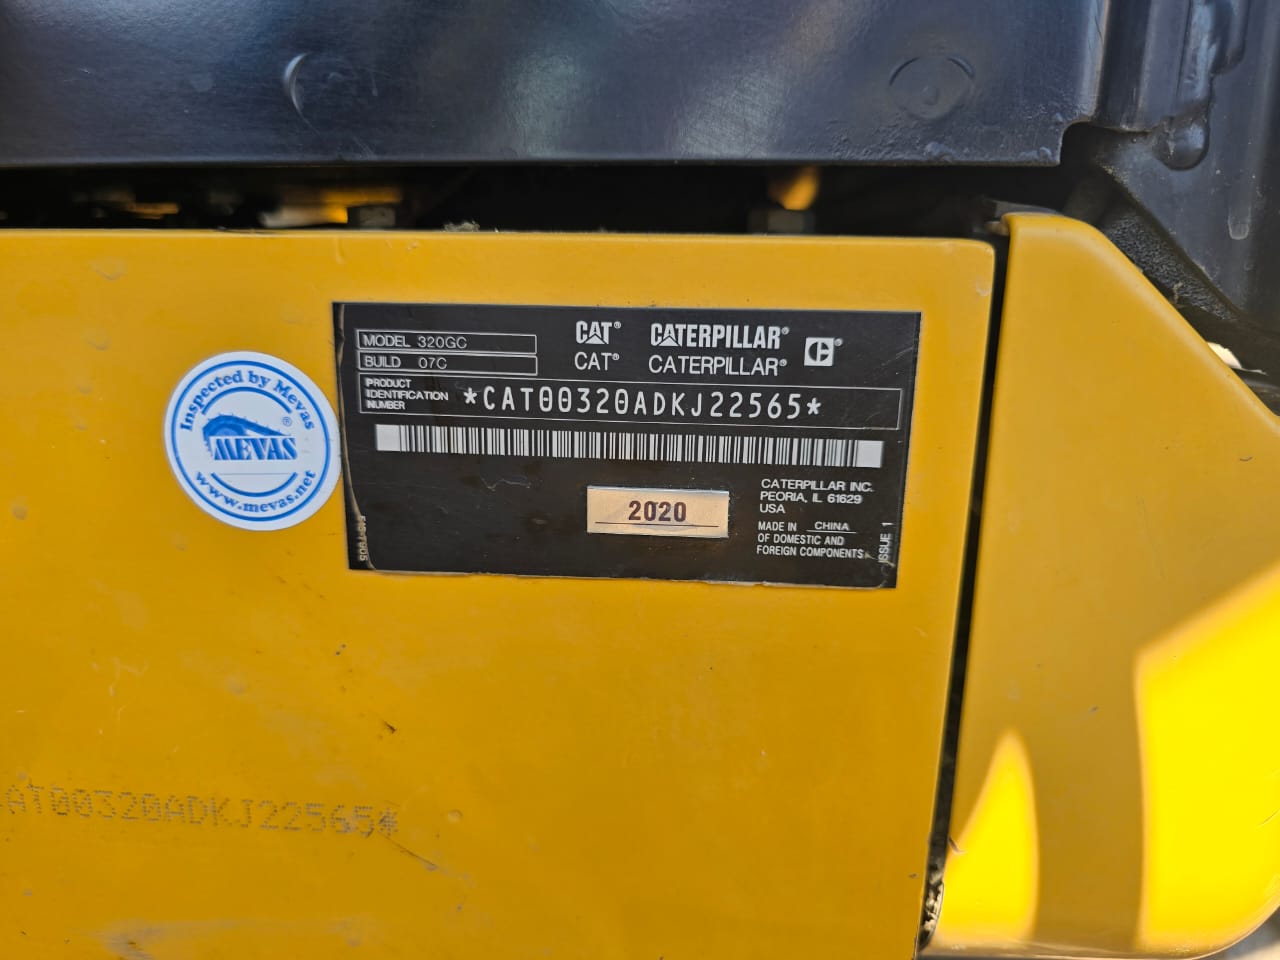 MODEL 320GC
BUILD 07C
CAT® CATERPILLAR® C®
CAT® CATERPILLAR®
PRODUCT
IDENTIFICATION
NUMBER
*CAT00320ADKJ22565*
2020
CATERPILLAR INC.
PEORIA, IL 61629
USA
MADE IN CHINA
OF DOMESTIC AND
FOREIGN COMPONENTS
ISSUE 1
Inspected by Mevas
MEVAS®
www.mevas.net
AT00320ADKJ22565*